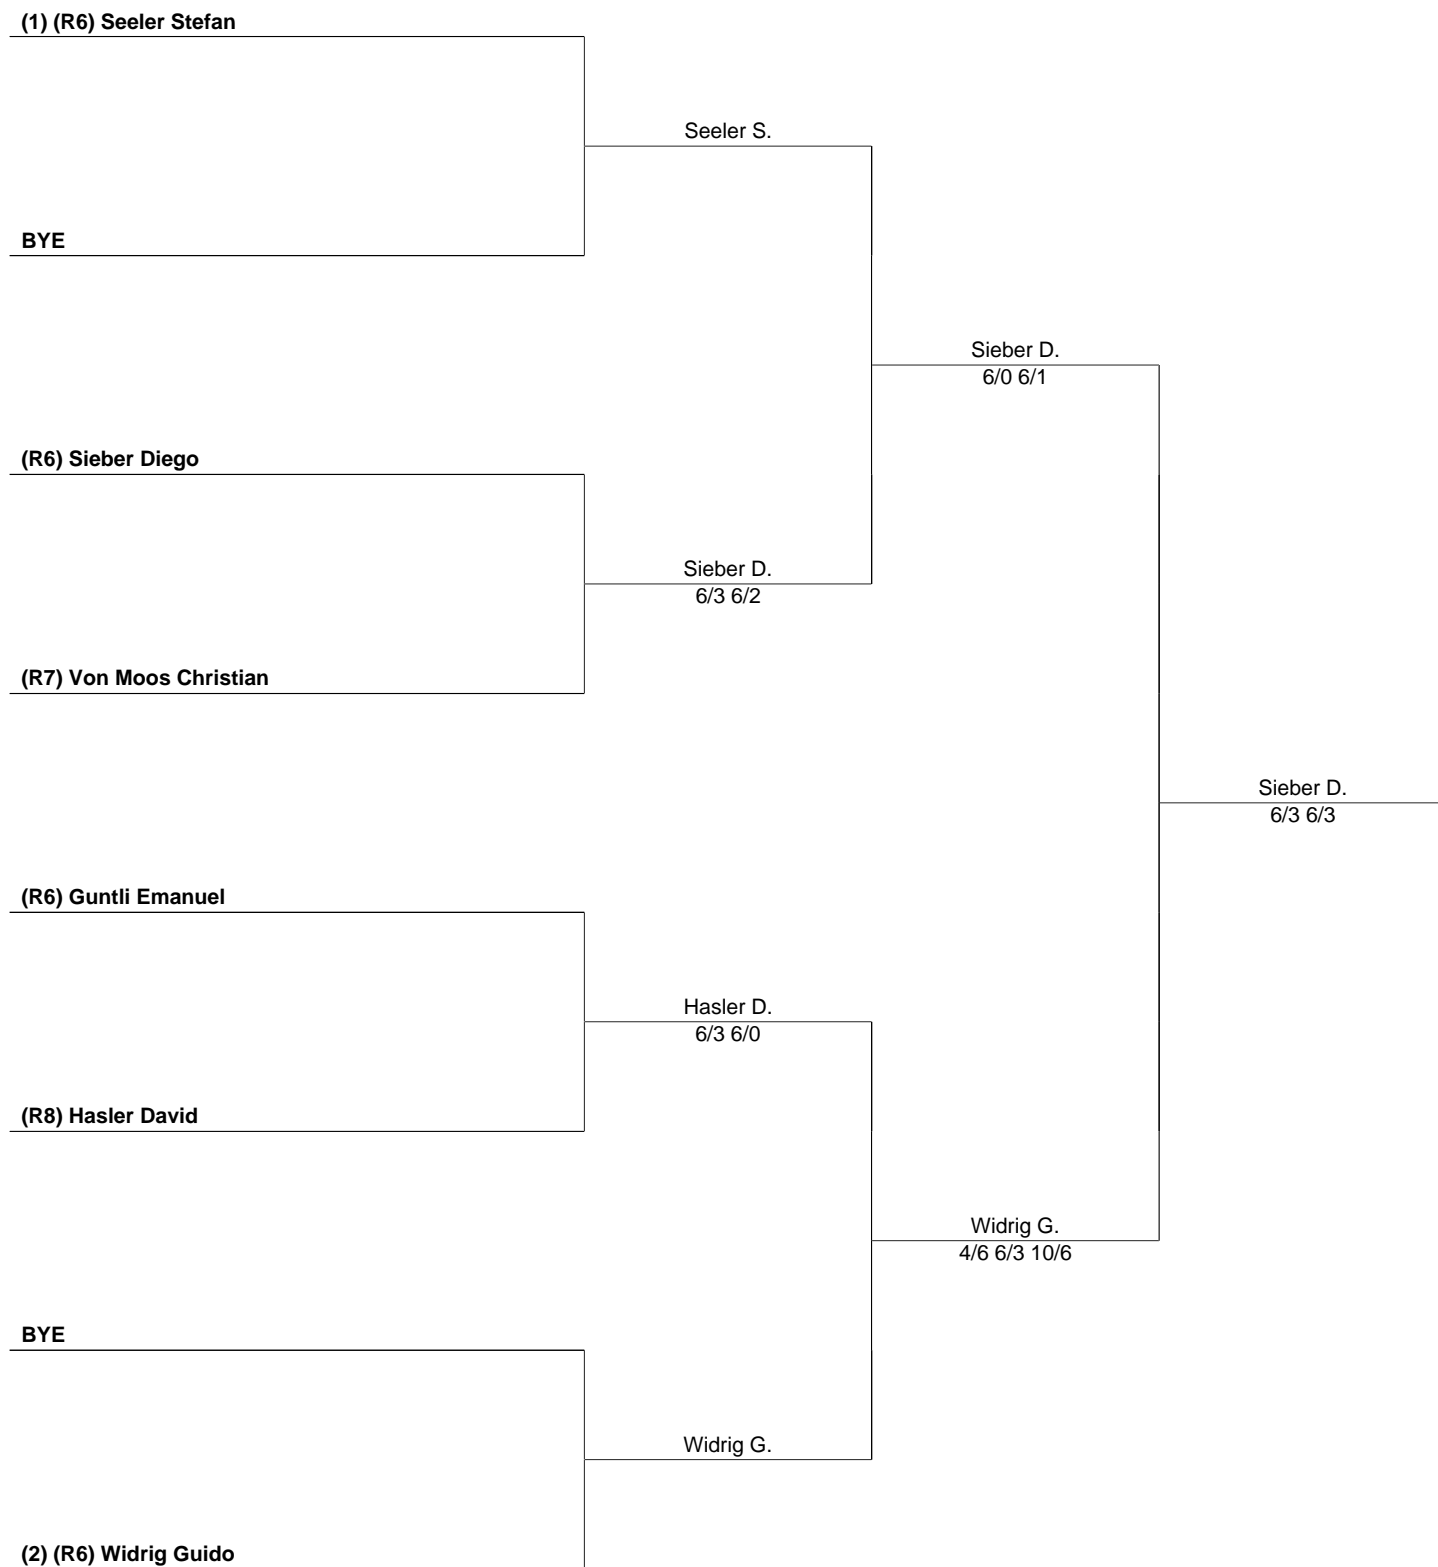 (1) (R6) Seeler Stefan
Seeler S.
BYE
Sieber D.
6/0 6/1
(R6) Sieber Diego
Sieber D.
6/3 6/2
(R7) Von Moos Christian
Sieber D.
6/3 6/3
(R6) Guntli Emanuel
Hasler D.
6/3 6/0
(R8) Hasler David
Widrig G.
4/6 6/3 10/6
BYE
Widrig G.
(2) (R6) Widrig Guido